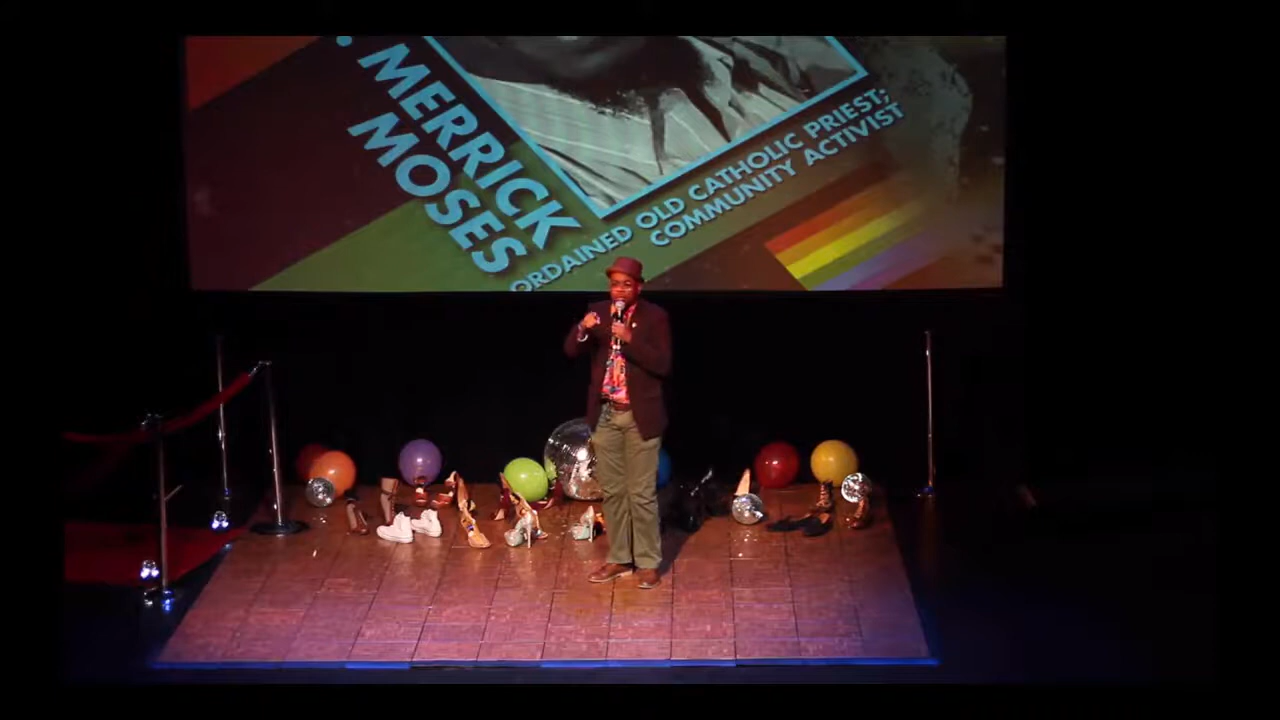 MERRICK
MOSES
ORDAINED OLD CATHOLIC PRIEST;
COMMUNITY ACTIVIST